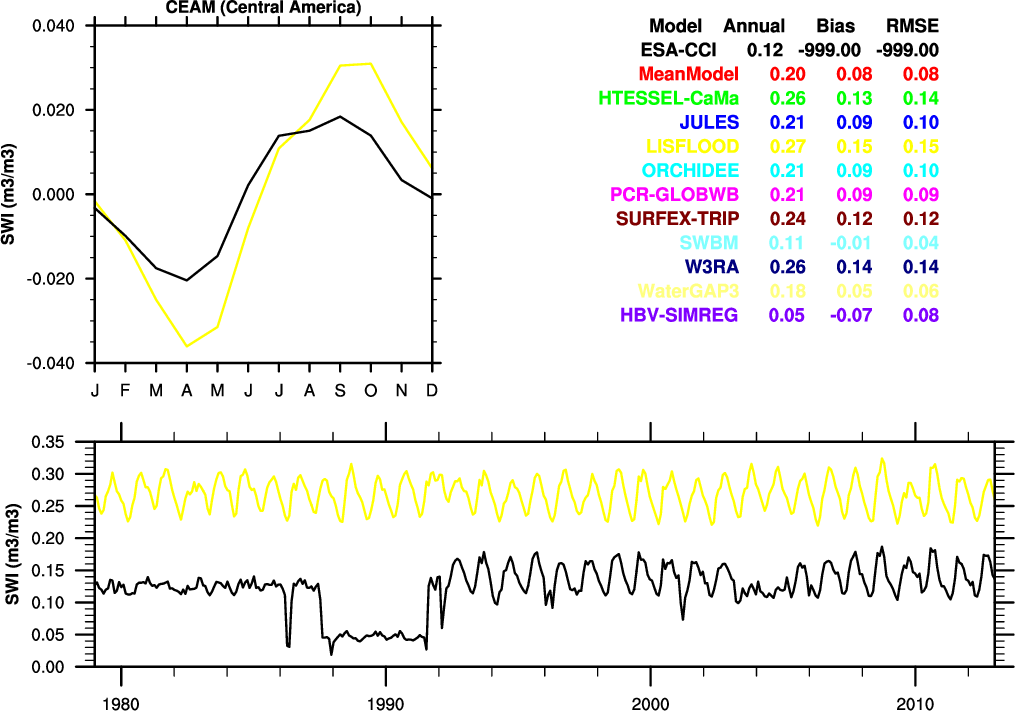 CEAM (Central America)
0.040
0.020
0.000
-0.020
-0.040
SWI (m3/m3)
J F M A M J J A S O N D
Model Annual Bias RMSE
ESA-CCI 0.12 -999.00 -999.00
MeanModel 0.20 0.08 0.08
HTESSEL-CaMa 0.26 0.13 0.14
JULES 0.21 0.09 0.10
LISFLOOD 0.27 0.15 0.15
ORCHIDEE 0.21 0.09 0.10
PCR-GLOBWB 0.21 0.09 0.09
SURFEX-TRIP 0.24 0.12 0.12
SWBM 0.11 -0.01 0.04
W3RA 0.26 0.14 0.14
WaterGAP3 0.18 0.05 0.06
HBV-SIMREG 0.05 -0.07 0.08
0.35
0.30
0.25
0.20
0.15
0.10
0.05
0.00
SWI (m3/m3)
1980 1990 2000 2010